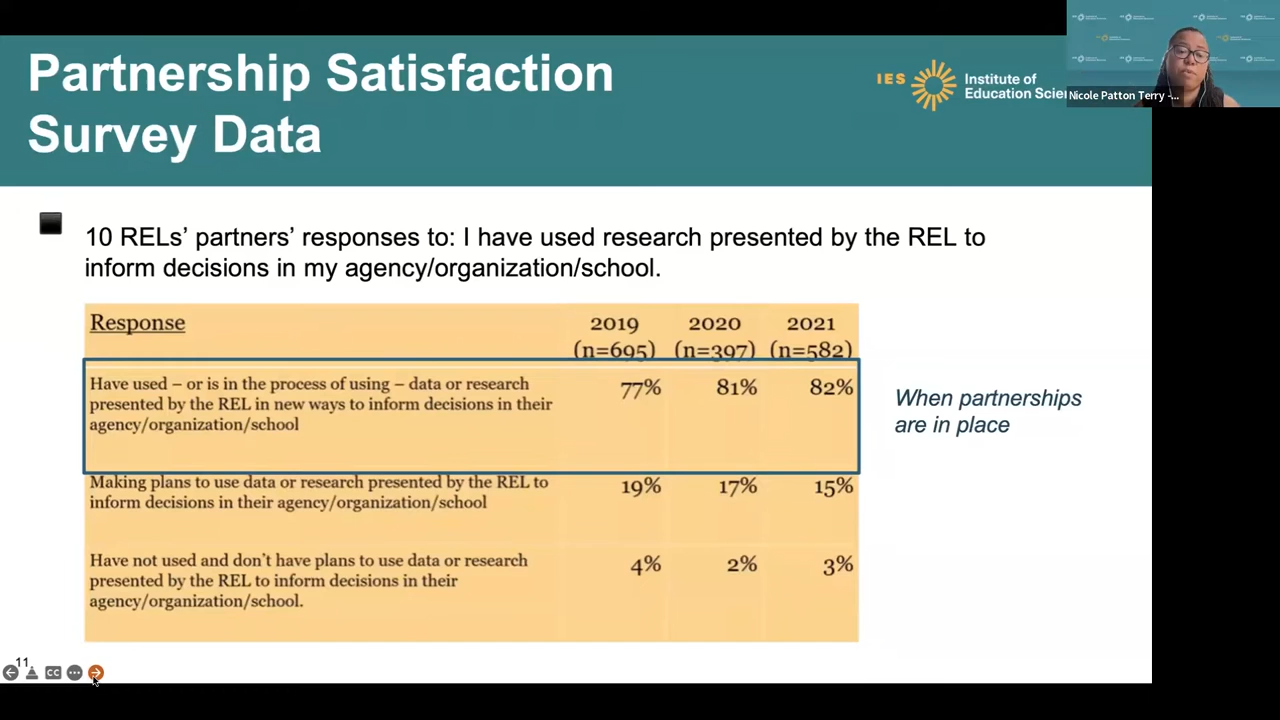 Partnership Satisfaction
Survey Data
IES
Institute of
Education Scien
Nicole Patton Terry -...
10 RELs’ partners’ responses to: I have used research presented by the REL to
inform decisions in my agency/organization/school.
Response 2019 2020 2021
(n=695) (n=397) (n=582)
Have used – or is in the process of using – data or research 77% 81% 82%
presented by the REL in new ways to inform decisions in their
agency/organization/school
When partnerships
are in place
Making plans to use data or research presented by the REL to 19% 17% 15%
inform decisions in their agency/organization/school
Have not used and don’t have plans to use data or research 4% 2% 3%
presented by the REL to inform decisions in their
agency/organization/school.
11
CC